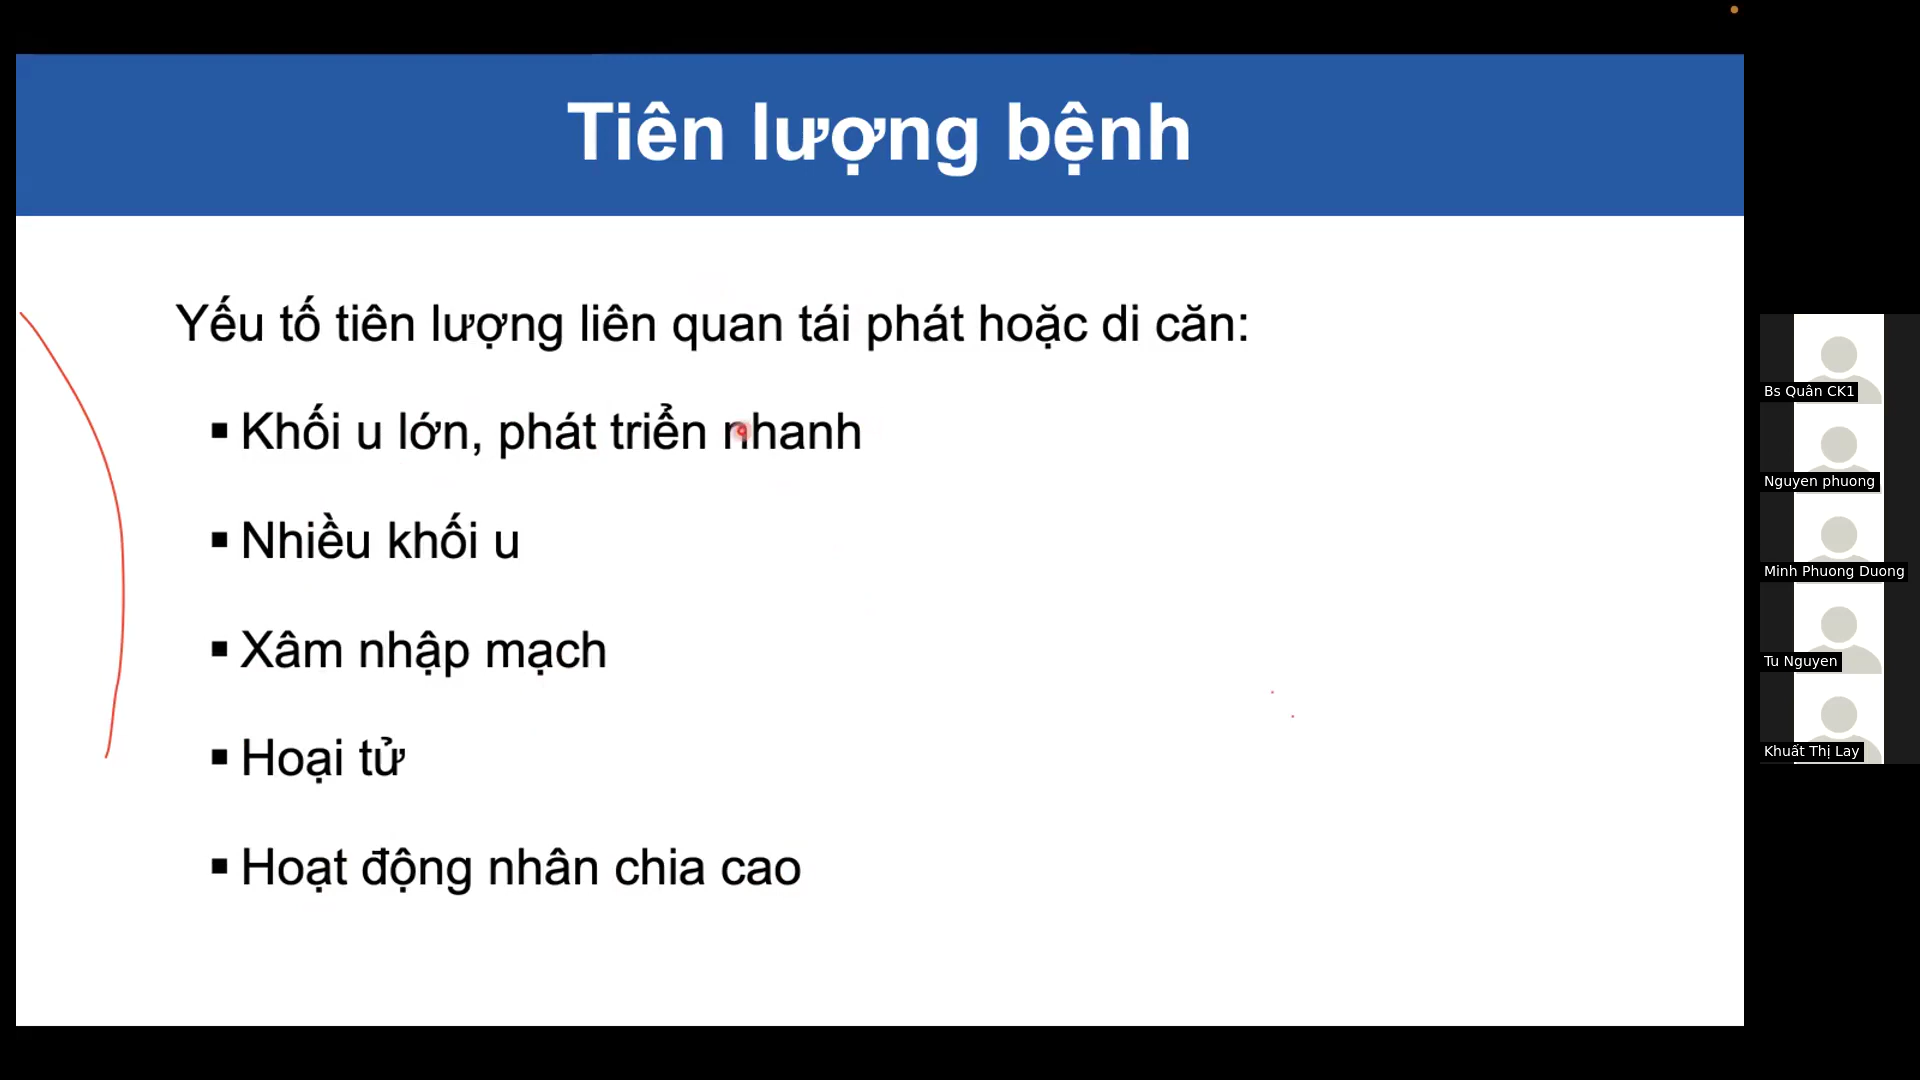 Tiên lượng bệnh
Yếu tố tiên lượng liên quan tái phát hoặc di căn:
▪ Khối u lớn, phát triển nhanh
▪ Nhiều khối u
▪ Xâm nhập mạch
▪ Hoại tử
▪ Hoạt động nhân chia cao
Bs Quân CK1
Nguyen phuong
Minh Phuong Duong
Tu Nguyen
Khuất Thị Lay